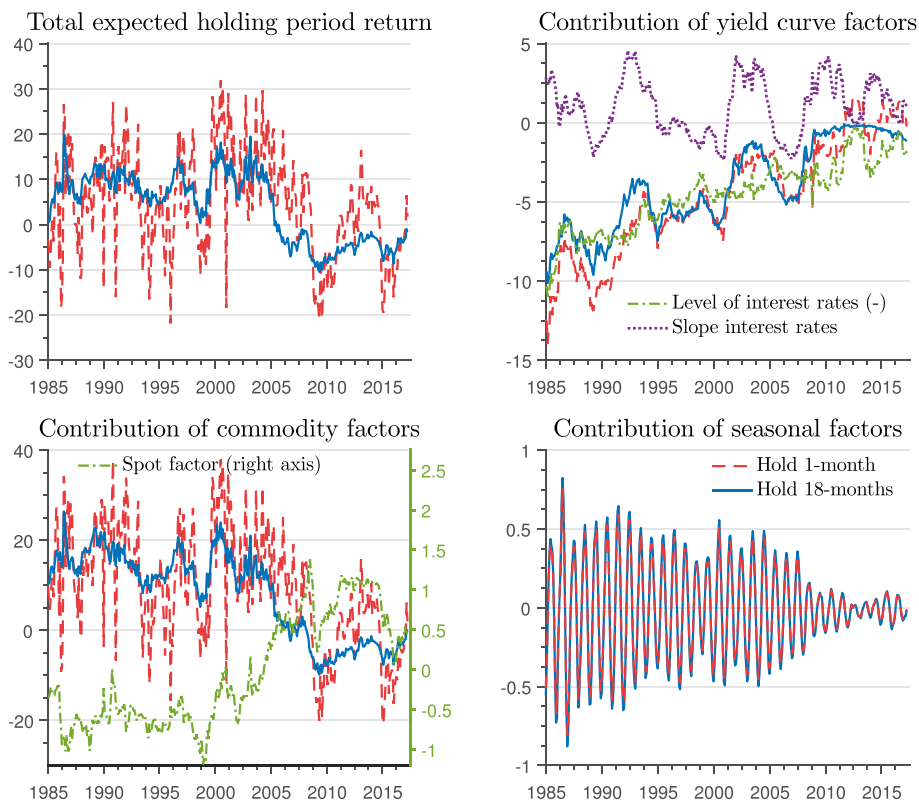 Total expected holding period return
40
30
20
10
0
-10
-20
-30
1985 1990 1995 2000 2005 2010 2015
Contribution of yield curve factors
5
0
-5
-10
-15
Level of interest rates (-)
Slope interest rates
1985 1990 1995 2000 2005 2010 2015
Contribution of commodity factors
Spot factor (right axis)
40
20
0
-20
2.5
2
1.5
1
0.5
0
-0.5
-1
1985 1990 1995 2000 2005 2010 2015
Contribution of seasonal factors
Hold 1-month
Hold 18-months
1
0.5
0
-0.5
-1
1985 1990 1995 2000 2005 2010 2015